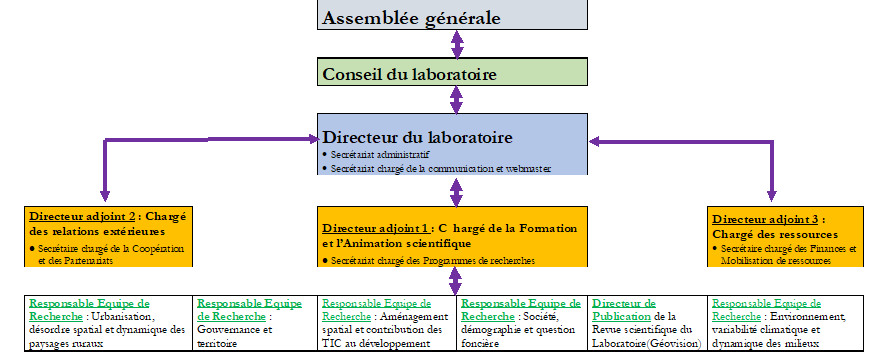 Assemblée générale
Conseil du laboratoire
Directeur du laboratoire
• Secrétariat administratif
• Secrétariat chargé de la communication et webmaster
Directeur adjoint 2 : Chargé
des relations extérieures
• Secrétaire chargé de la Coopération
et des Partenariats
Directeur adjoint 1 : C hargé de la Formation
et l'Animation scientifique
• Secrétariat chargé des Programmes de recherches
Directeur adjoint 3 :
Chargé des ressources
• Secrétaire chargé des Finances et
Mobilisation de ressources
Responsable Equipe de
Recherche : Urbanisation,
désordre spatial et dynamique des
paysages ruraux
Responsable Equipe
de Recherche :
Gouvernance et
territoire
Responsable Equipe de
Recherche : Aménagement
spatial et contribution des
TIC au développement
Responsable Equipe de
Recherche : Société,
démographie et question
foncière
Directeur de
Publication de la
Revue scientifique du
Laboratoire(Géovision)
Responsable Equipe de
Recherche : Environnement,
variabilité climatique et
dynamique des milieux